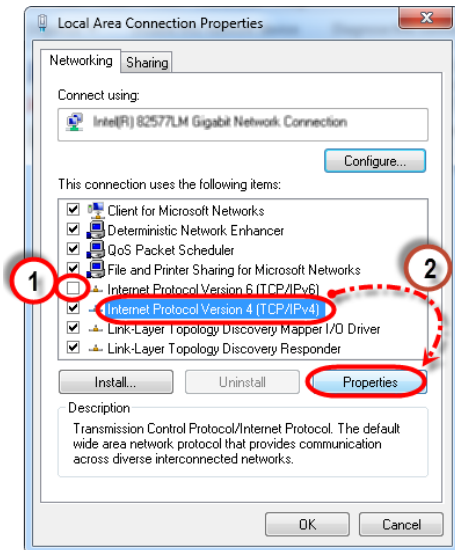 Local Area Connection Properties
Networking
Sharing
Connect using:
Intel(R) 82577LM Gigabit Network Connection
Configure...
This connection uses the following items:
Client for Microsoft Networks
Deterministic Network Enhancer
QoS Packet Scheduler
File and Printer Sharing for Microsoft Networks
2
1
Internet Protocol Version 6 (TCP/IPv6)
Internet Protocol Version 4 (TCP/IPv4)
Link-Layer Topology Discovery Mapper I/O Driver
Link-Layer Topology Discovery Responder
Install...
Uninstall
Properties
Description
Transmission Control Protocol/Internet Protocol. The default
wide area network protocol that provides communication
across diverse interconnected networks.
OK
Cancel